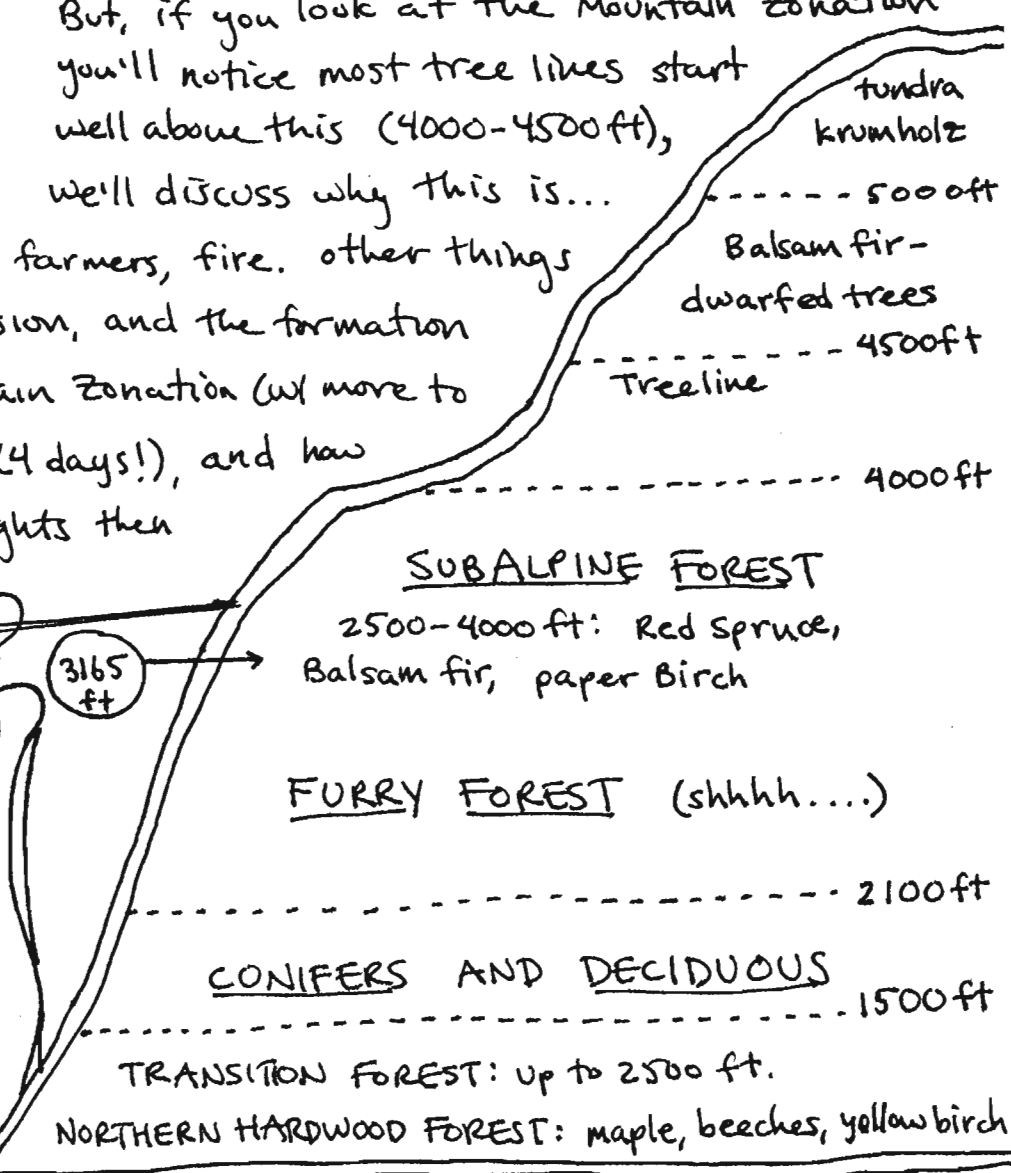 But, if you look at the Mountain Zonation
you'll notice most tree lines start
well above this (4000-4500ft),
we'll discuss why this is...
farmers, fire. other things
sion, and the formation
ain Zonation (w/ more to
(4 days!), and how
ghts then
tundra
krumholz
5000ft
Balsam fir-
dwarfed trees
4500ft
Treeline
4000ft
SUBALPINE FOREST
2500-4000ft: Red Spruce,
Balsam fir, paper Birch
3165
ft
FURRY FOREST (shhhh....)
2100ft
CONIFERS AND DECIDUOUS
1500ft
TRANSITION FOREST: up to 2500 ft.
NORTHERN HARDWOOD FOREST: maple, beeches, yellow birch